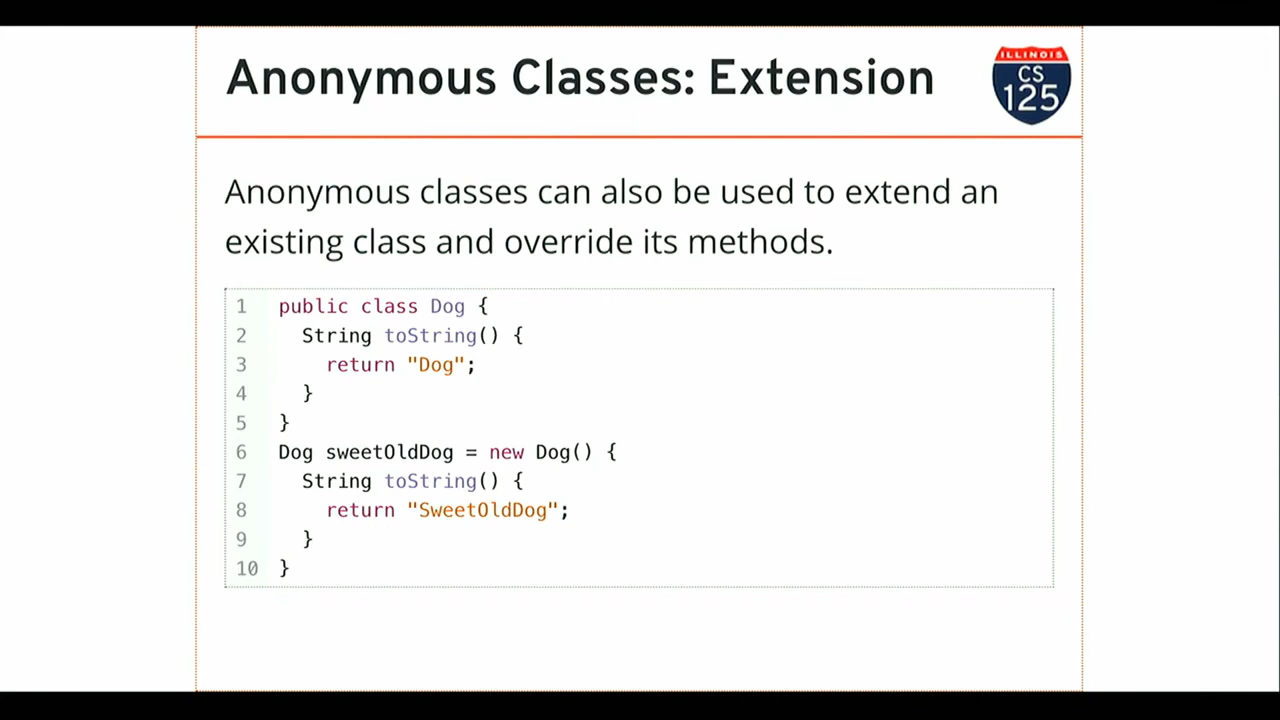 Anonymous Classes: Extension
ILLINOIS
CS
125
Anonymous classes can also be used to extend an
existing class and override its methods.
1 public class Dog {
2   String toString() {
3     return "Dog";
4   }
5 }
6 Dog sweetOldDog = new Dog() {
7   String toString() {
8     return "SweetOldDog";
9   }
10 }